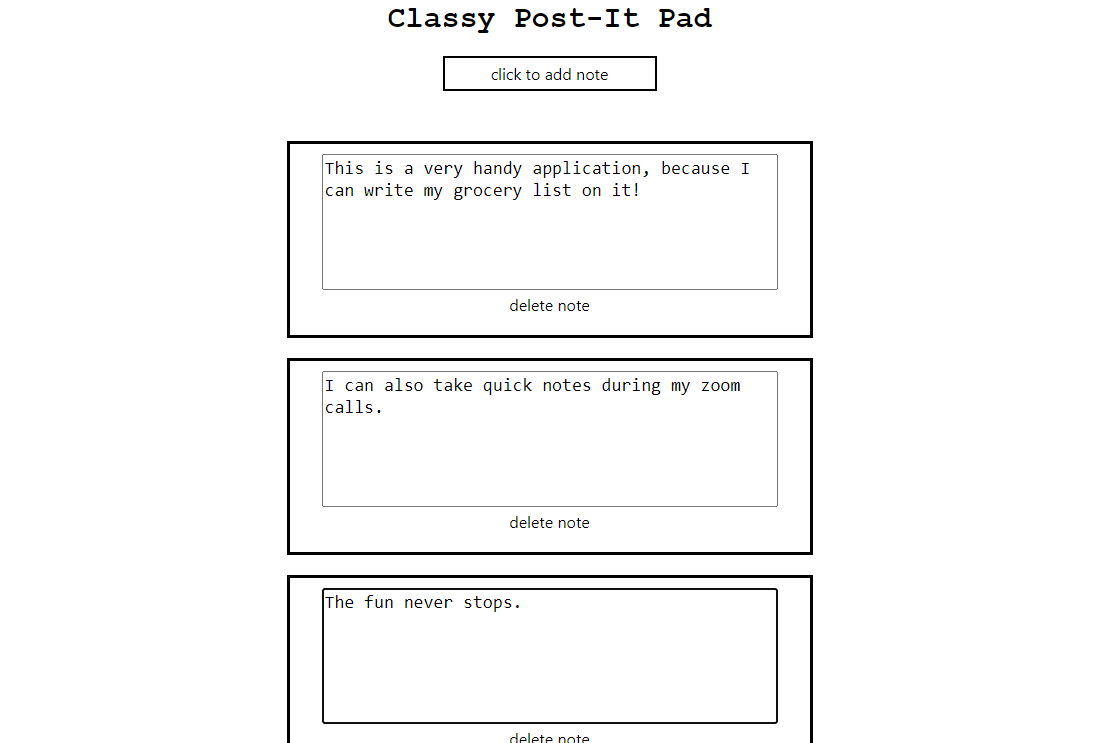 Classy Post-It Pad
click to add note
This is a very handy application, because I
can write my grocery list on it!
delete note
I can also take quick notes during my zoom
calls.
delete note
The fun never stops.
delete note